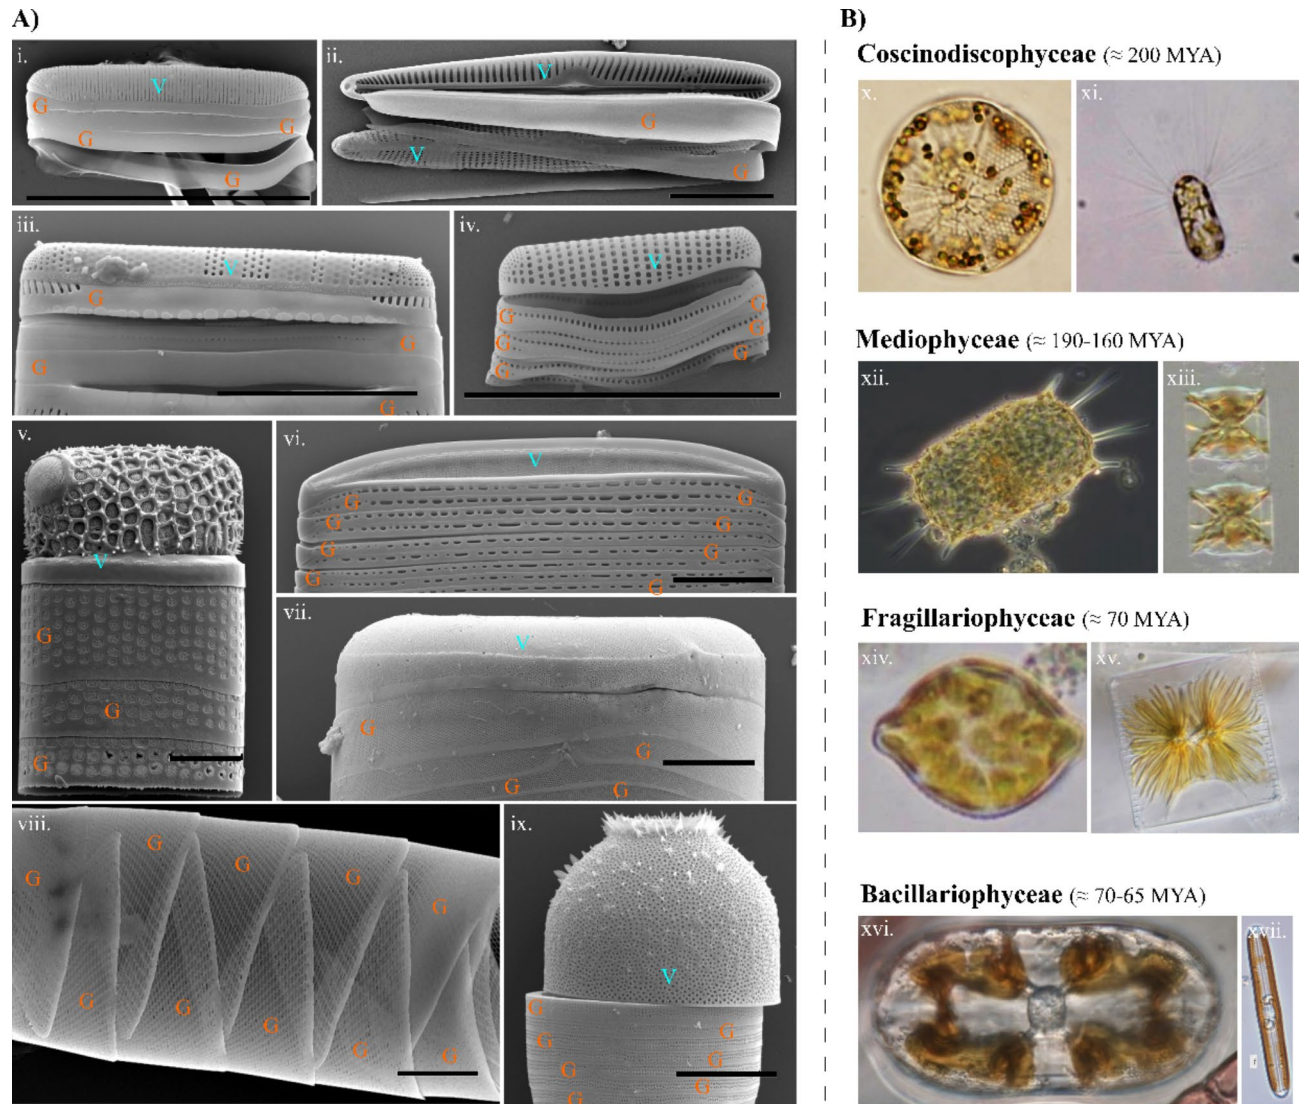 A)
B)
i.
V
G
G
G
G
ii.
V
G
V
G
iii.
V
G
G
G
G
iv.
V
G
G
G
G
G
G
v.
V
G
G
G
vi.
V
G
G
G
G
G
G
G
G
G
vii.
V
G
G
G
G
viii.
G
G
G
G
G
G
G
G
G
G
ix.
V
G
G
G
G
G
G
G
Coscinodiscophyceae (≈ 200 MYA)
x.
xi.
Mediophyceae (≈ 190-160 MYA)
xii.
xiii.
Fragillariophyceae (≈ 70 MYA)
xiv.
xv.
Bacillariophyceae (≈ 70-65 MYA)
xvi.
xvii.